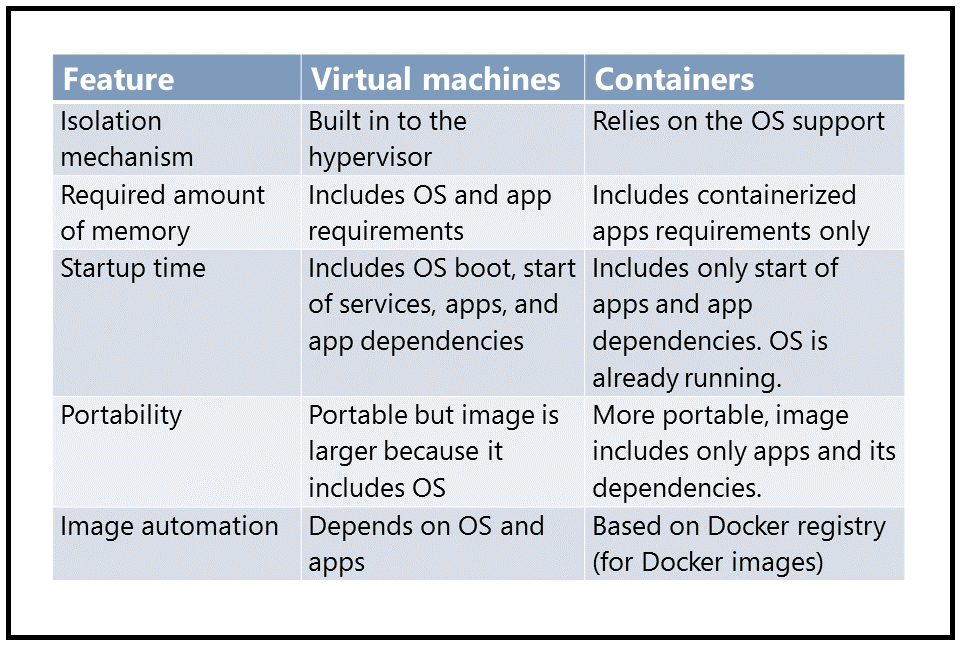 Feature Virtual machines Containers
Isolation mechanism Built in to the hypervisor Relies on the OS support
Required amount of memory Includes OS and app requirements Includes containerized apps requirements only
Startup time Includes OS boot, start of services, apps, and app dependencies Includes only start of apps and app dependencies. OS is already running.
Portability Portable but image is larger because it includes OS More portable, image includes only apps and its dependencies.
Image automation Depends on OS and apps Based on Docker registry (for Docker images)